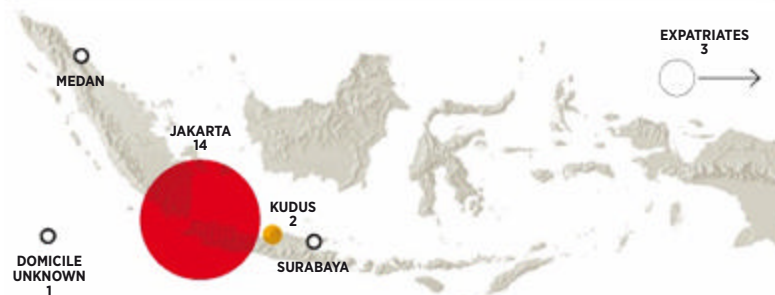 EXPATRIATES
3
MEDAN
JAKARTA
14
KUDUS
2
SURABAYA
DOMICILE
UNKNOWN
1